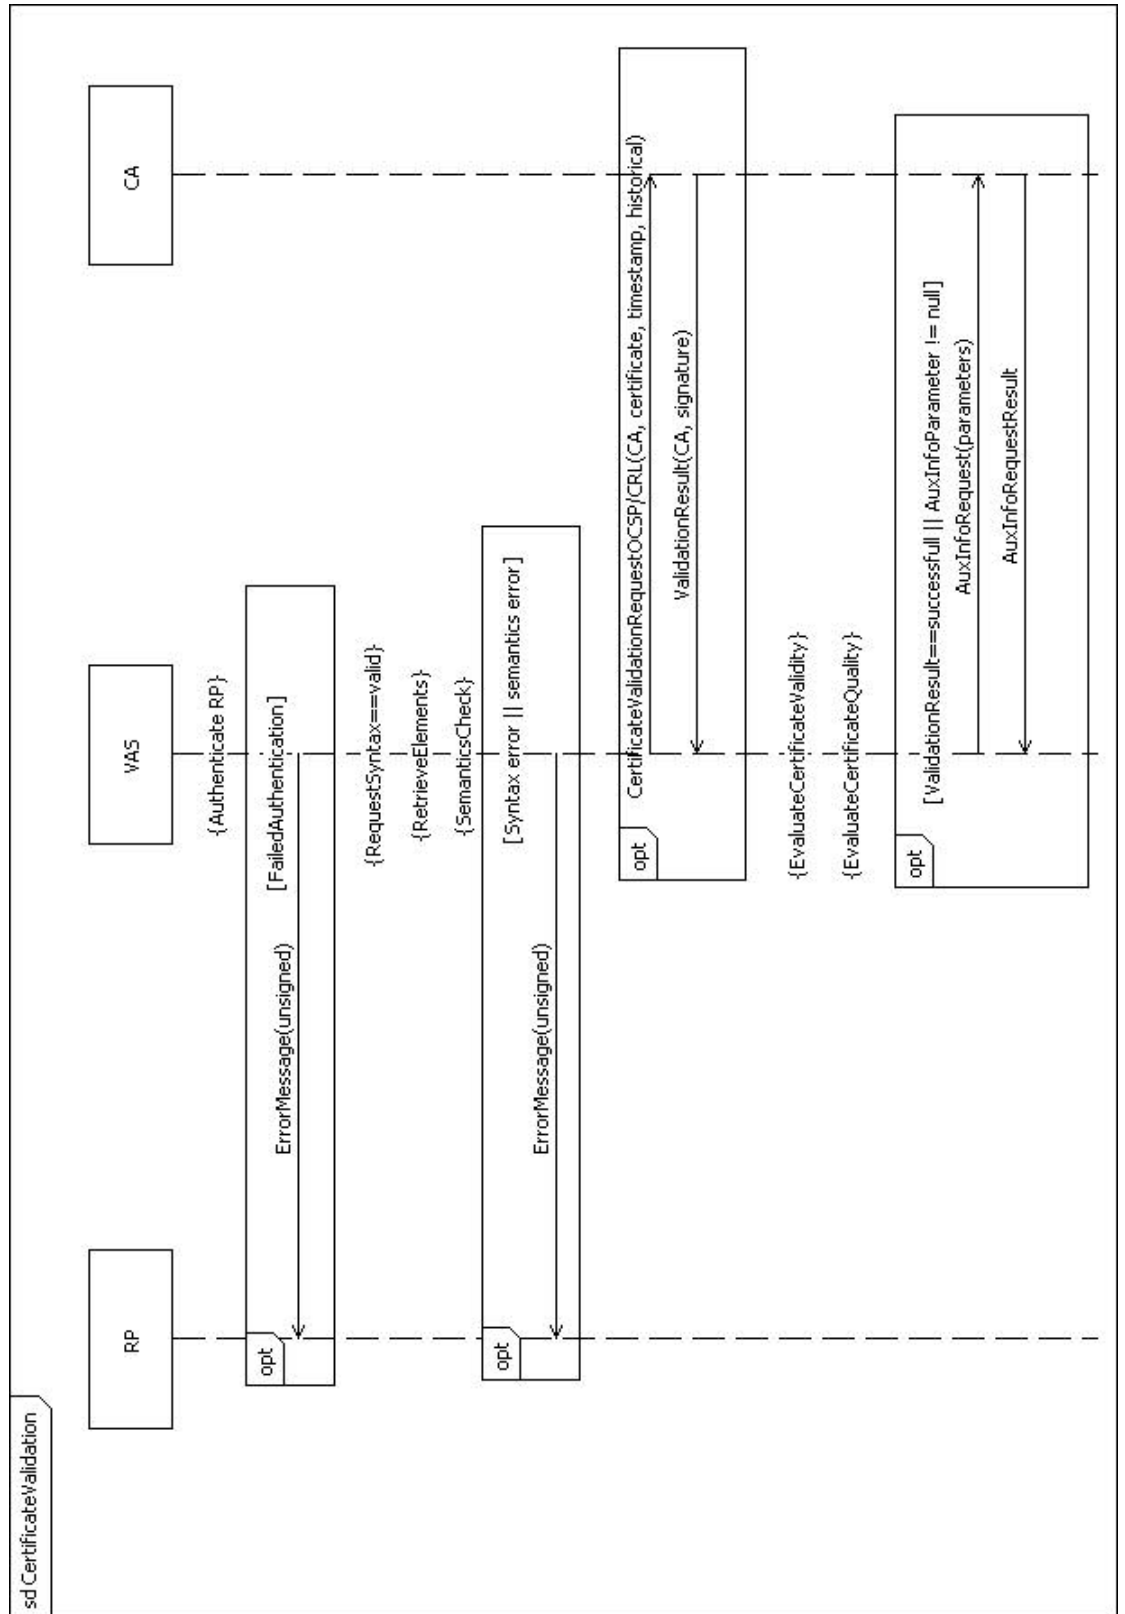 sd CertificateValidation
RP
VAS
CA
{Authenticate RP}
opt
[FailedAuthentication]
ErrorMessage(unsigned)
{RequestSyntax==valid}
{RetrieveElements}
{SemanticsCheck}
opt
[Syntax error || semantics error]
ErrorMessage(unsigned)
opt
CertificateValidationRequestOCSP/CRL(CA, certificate, timestamp, historical)
ValidationResult(CA, signature)
{EvaluateCertificateValidity}
{EvaluateCertificateQuality}
opt
[ValidationResult==successfull || AuxInfoParameter != null]
AuxInfoRequest(parameters)
AuxInfoRequestResult